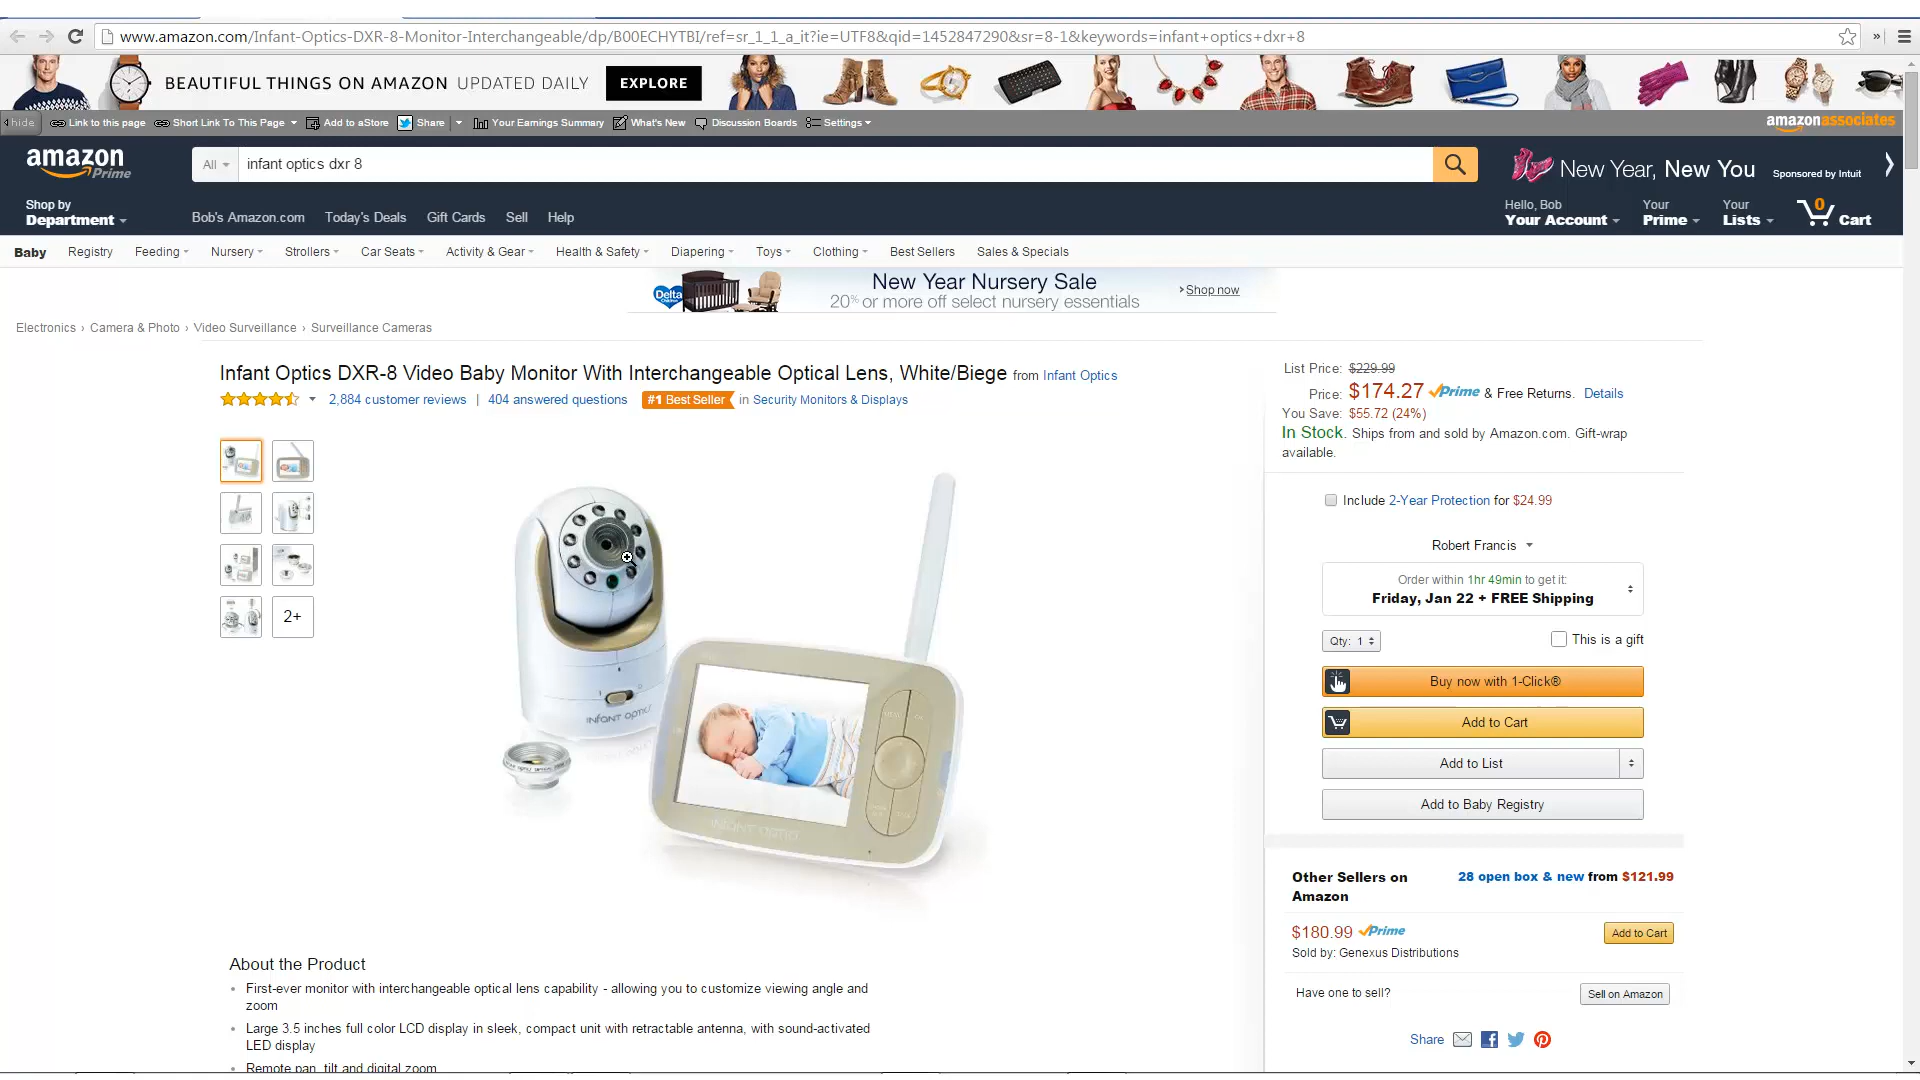 www.amazon.com/Infant-Optics-DXR-8-Monitor-Interchangeable/dp/B00ECHYTBI/ref=sr_1_1_a_it?ie=UTF8&qid=1452847290&sr=8-1&keywords=infant+optics+dxr+8
BEAUTIFUL THINGS ON AMAZON UPDATED DAILY EXPLORE
hide Link to this page Short Link To This Page Add to aStore Share Your Earnings Summary What's New Discussion Boards Settings amazonassociates
amazon Prime All infant optics dxr 8 New Year, New You Sponsored by Intuit
Shop by Department Bob's Amazon.com Today's Deals Gift Cards Sell Help Hello, Bob Your Account Your Prime Your Lists 0 Cart
Baby Registry Feeding Nursery Strollers Car Seats Activity & Gear Health & Safety Diapering Toys Clothing Best Sellers Sales & Specials
Delta New Year Nursery Sale Shop now
20% or more off select nursery essentials
Electronics › Camera & Photo › Video Surveillance › Surveillance Cameras
Infant Optics DXR-8 Video Baby Monitor With Interchangeable Optical Lens, White/Biege from Infant Optics
2,884 customer reviews | 404 answered questions #1 Best Seller in Security Monitors & Displays
2+
INFANT OPTICS
INFANT OPTICS
About the Product
First-ever monitor with interchangeable optical lens capability - allowing you to customize viewing angle and
zoom
Large 3.5 inches full color LCD display in sleek, compact unit with retractable antenna, with sound-activated
LED display
Remote pan, tilt and digital zoom
List Price: $229.99
Price: $174.27 Prime & Free Returns. Details
You Save: $55.72 (24%)
In Stock. Ships from and sold by Amazon.com. Gift-wrap
available.
Include 2-Year Protection for $24.99
Robert Francis
Order within 1hr 49min to get it:
Friday, Jan 22 + FREE Shipping
Qty: 1 This is a gift
Buy now with 1-Click®
Add to Cart
Add to List
Add to Baby Registry
Other Sellers on 28 open box & new from $121.99
Amazon
$180.99 Prime Add to Cart
Sold by: Genexus Distributions
Have one to sell? Sell on Amazon
Share